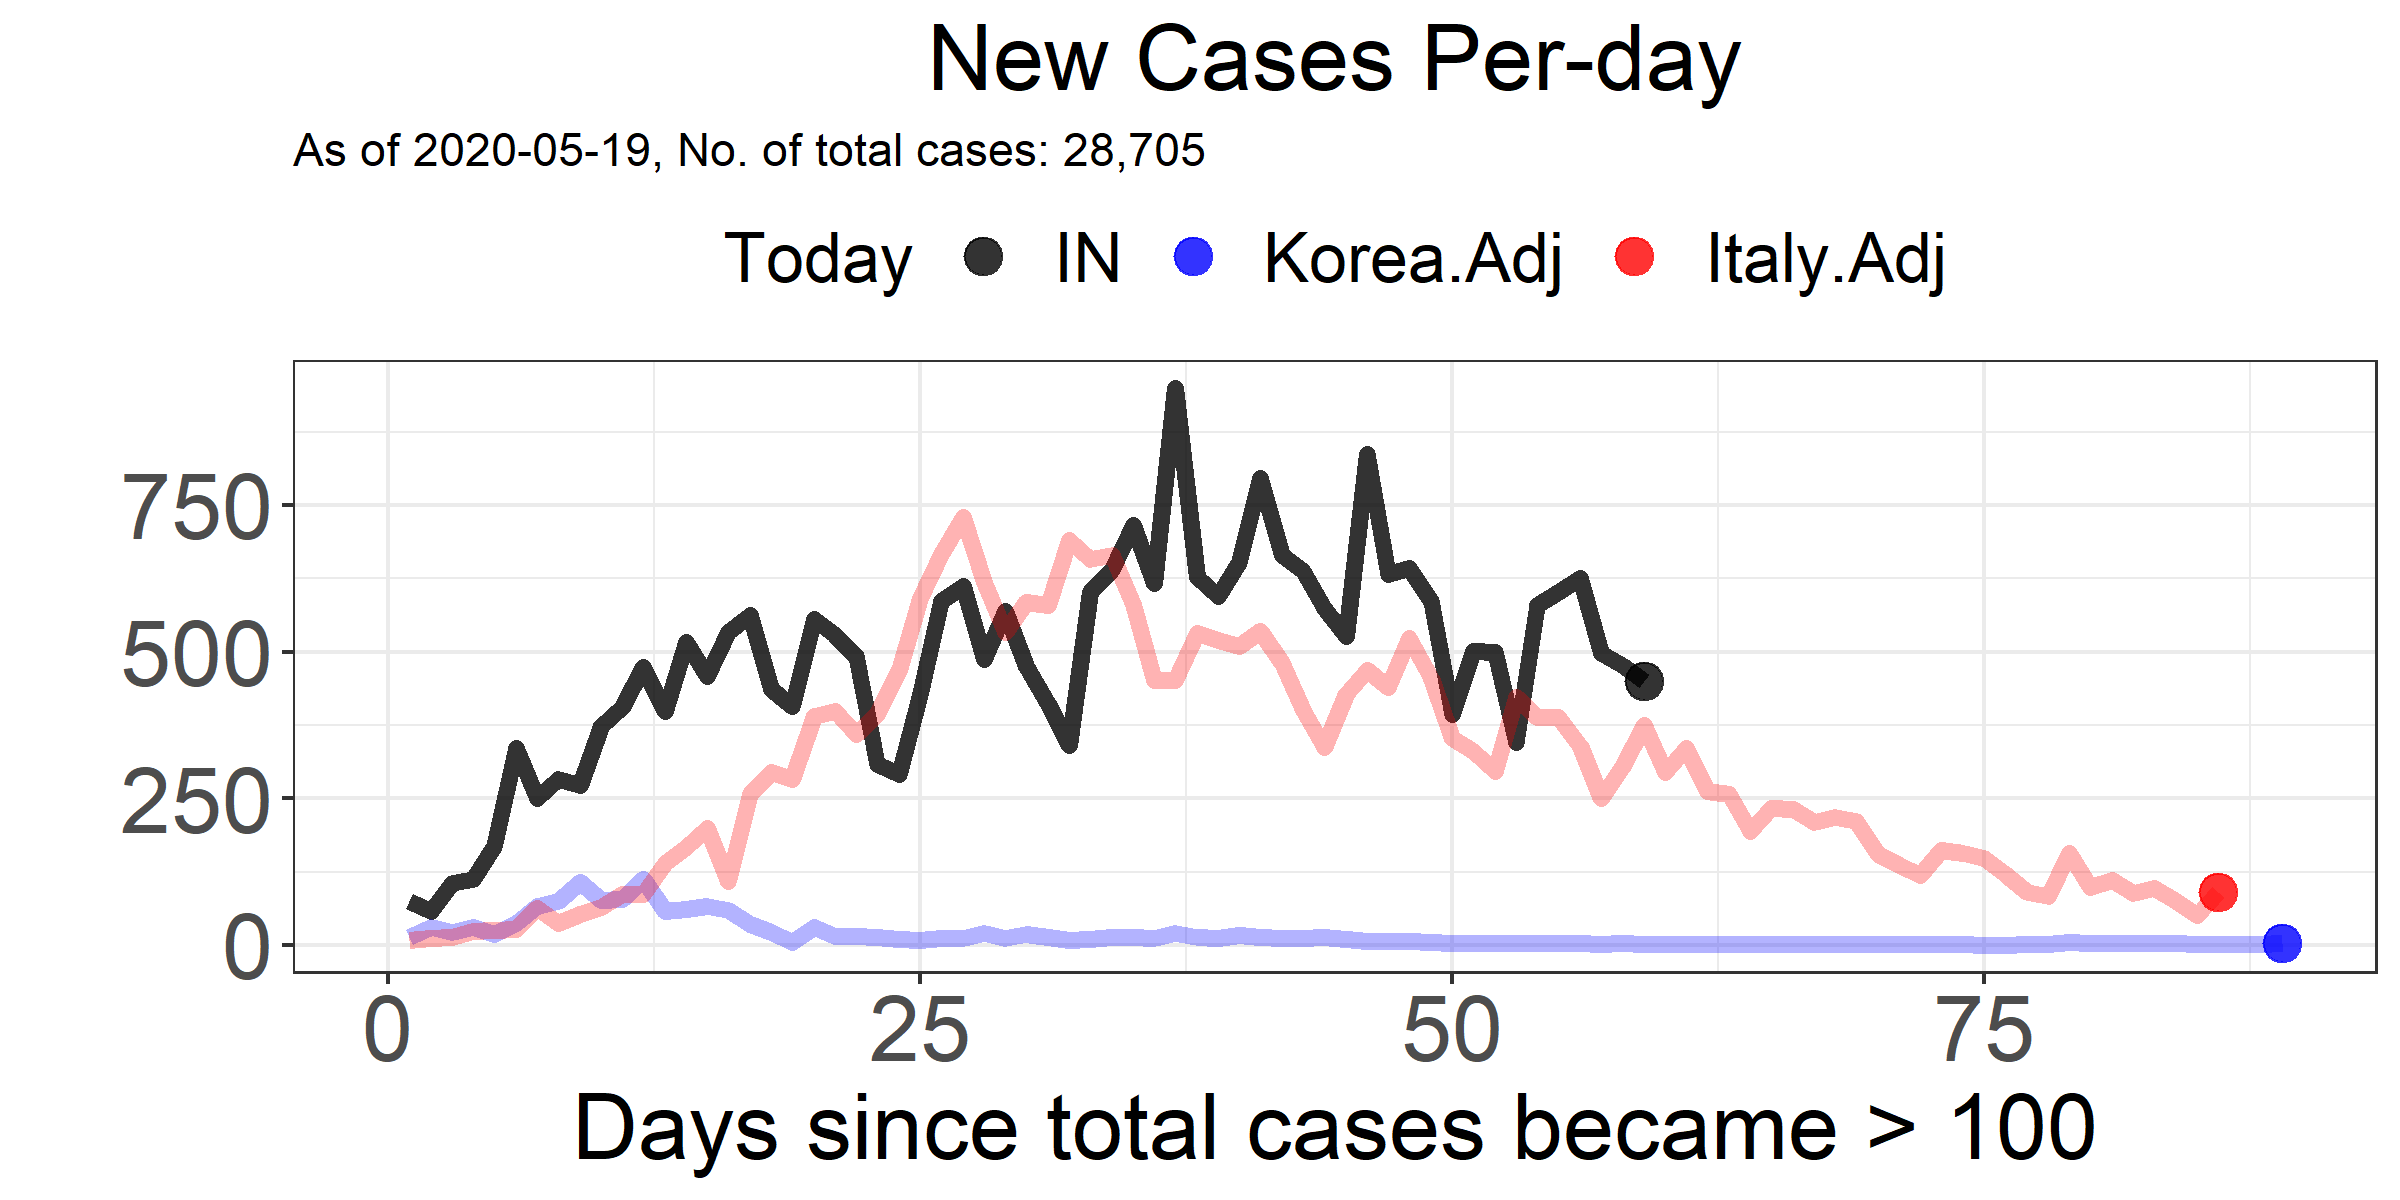 New Cases Per-day
As of 2020-05-19, No. of total cases: 28,705
Today IN Korea.Adj Italy.Adj
750
500
250
0
0 25 50 75
Days since total cases became > 100